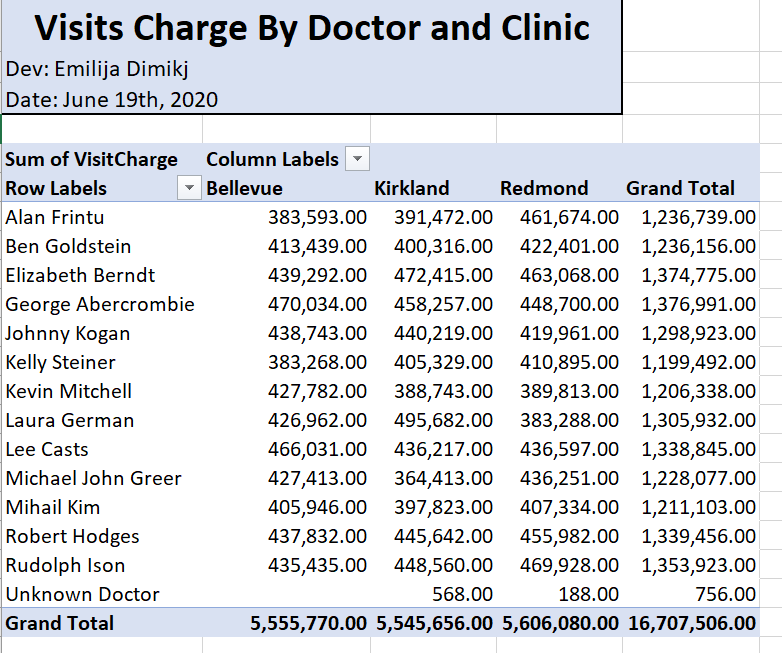 Visits Charge By Doctor and Clinic
Dev: Emilija Dimikj
Date: June 19th, 2020
Sum of VisitCharge Column Labels
Row Labels Bellevue Kirkland Redmond Grand Total
Alan Frintu 383,593.00 391,472.00 461,674.00 1,236,739.00
Ben Goldstein 413,439.00 400,316.00 422,401.00 1,236,156.00
Elizabeth Berndt 439,292.00 472,415.00 463,068.00 1,374,775.00
George Abercrombie 470,034.00 458,257.00 448,700.00 1,376,991.00
Johnny Kogan 438,743.00 440,219.00 419,961.00 1,298,923.00
Kelly Steiner 383,268.00 405,329.00 410,895.00 1,199,492.00
Kevin Mitchell 427,782.00 388,743.00 389,813.00 1,206,338.00
Laura German 426,962.00 495,682.00 383,288.00 1,305,932.00
Lee Casts 466,031.00 436,217.00 436,597.00 1,338,845.00
Michael John Greer 427,413.00 364,413.00 436,251.00 1,228,077.00
Mihail Kim 405,946.00 397,823.00 407,334.00 1,211,103.00
Robert Hodges 437,832.00 445,642.00 455,982.00 1,339,456.00
Rudolph Ison 435,435.00 448,560.00 469,928.00 1,353,923.00
Unknown Doctor 568.00 188.00 756.00
Grand Total 5,555,770.00 5,545,656.00 5,606,080.00 16,707,506.00